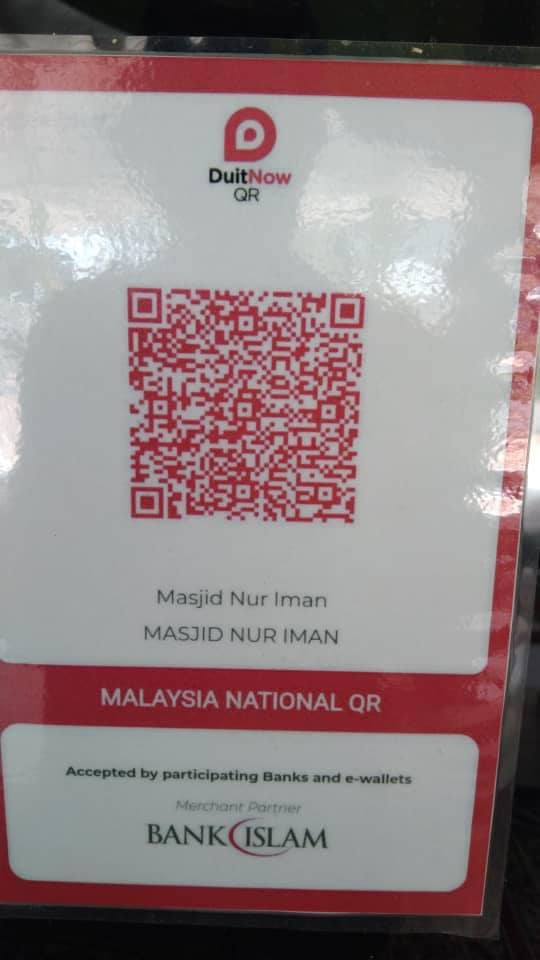 DuitNow
QR
Masjid Nur Iman
MASJID NUR IMAN
MALAYSIA NATIONAL QR
Accepted by participating Banks and e-wallets
Merchant Partner
BANK ISLAM